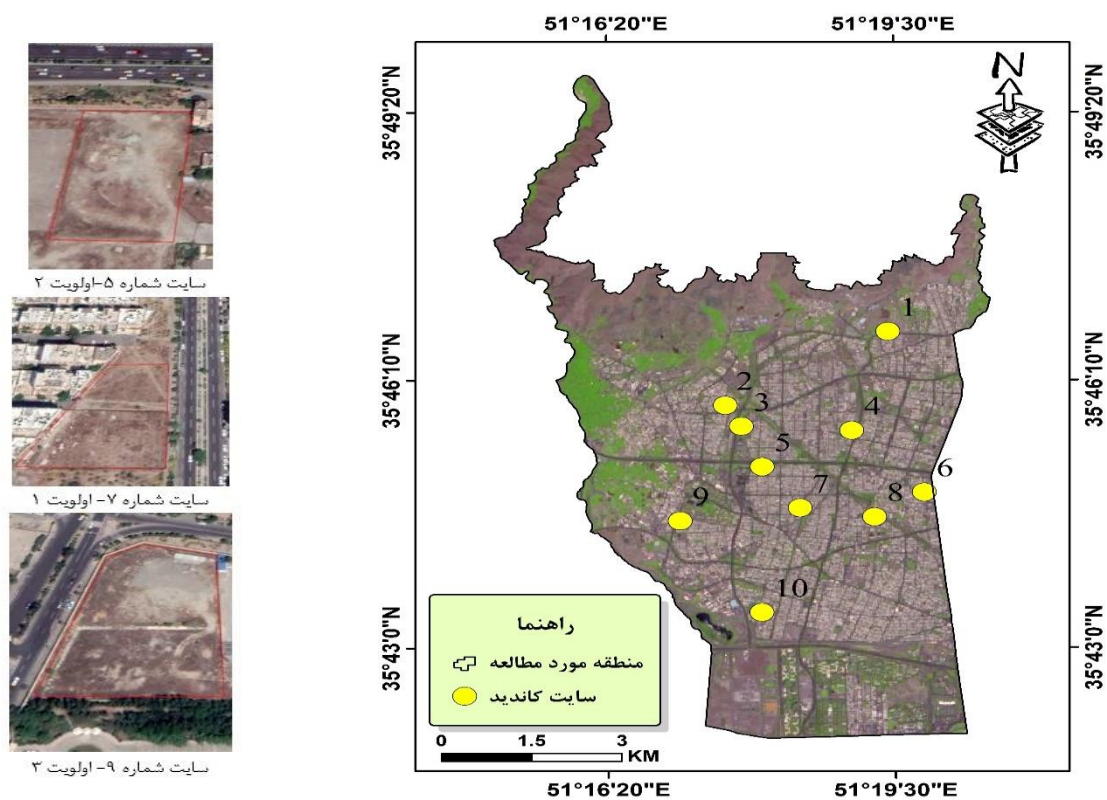 سایت شماره ۵-اولویت ۲
سایت شماره ۷- اولویت ۱
سایت شماره ۹- اولویت ۳
51°16'20"E
51°19'30"E
35°49'20"N
35°49'20"N
N
1
35°46'10"N
35°46'10"N
2
3
4
5
6
7
8
9
10
35°43'0"N
35°43'0"N
راهنما
منطقه مورد مطالعه
سایت کاندید
0 1.5 3
KM
51°16'20"E
51°19'30"E